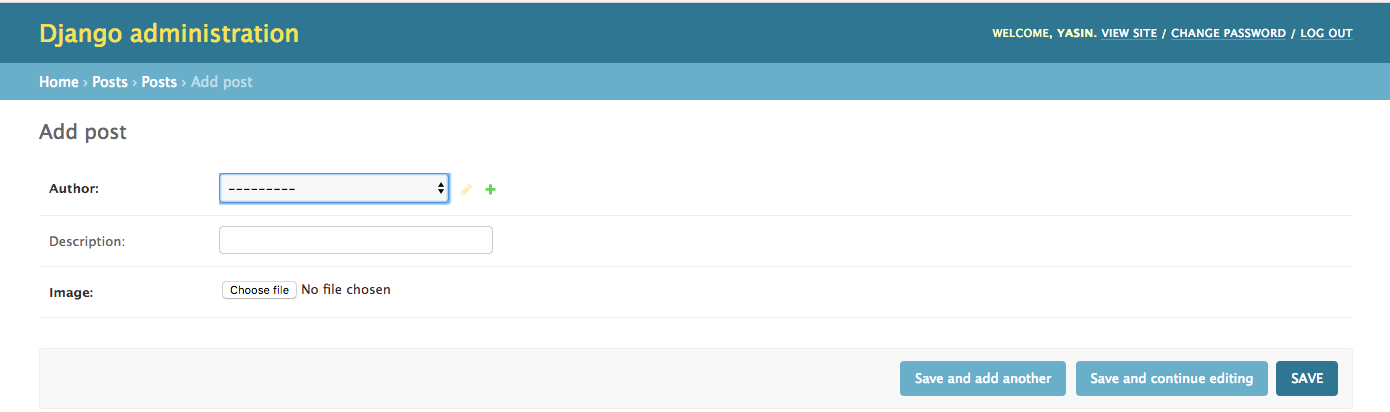 Django administration
WELCOME, YASIN. VIEW SITE / CHANGE PASSWORD / LOG OUT
Home › Posts › Posts › Add post
Add post
Author: ---------
Description:
Image: Choose file No file chosen
Save and add another Save and continue editing SAVE